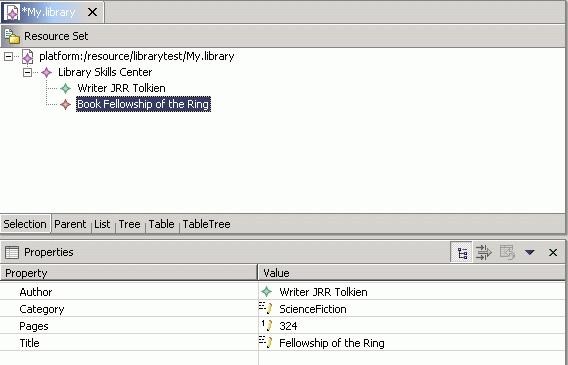 *My.library
Resource Set
platform:/resource/librarytest/My.library
Library Skills Center
Writer JRR Tolkien
Book Fellowship of the Ring
Selection Parent List Tree Table TableTree
Properties
Property Value
Author Writer JRR Tolkien
Category ScienceFiction
Pages 324
Title Fellowship of the Ring